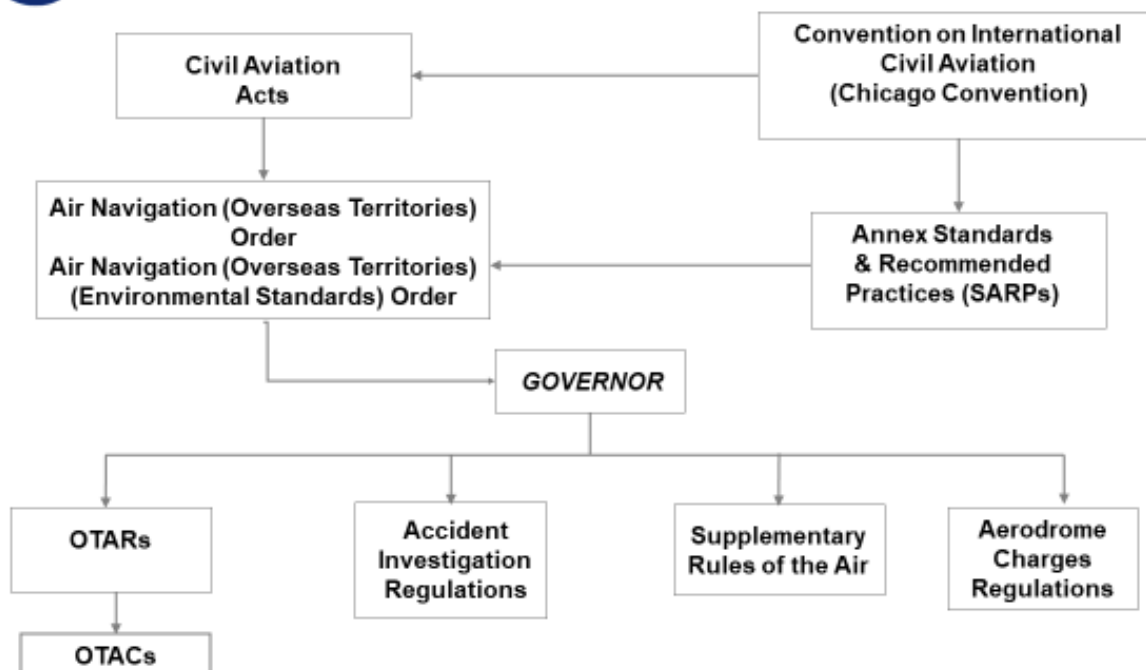 Convention on International
Civil Aviation
(Chicago Convention)
Civil Aviation
Acts
Air Navigation (Overseas Territories)
Order
Air Navigation (Overseas Territories)
(Environmental Standards) Order
Annex Standards
& Recommended
Practices (SARPs)
GOVERNOR
OTARs
Accident
Investigation
Regulations
Supplementary
Rules of the Air
Aerodrome
Charges
Regulations
OTACs